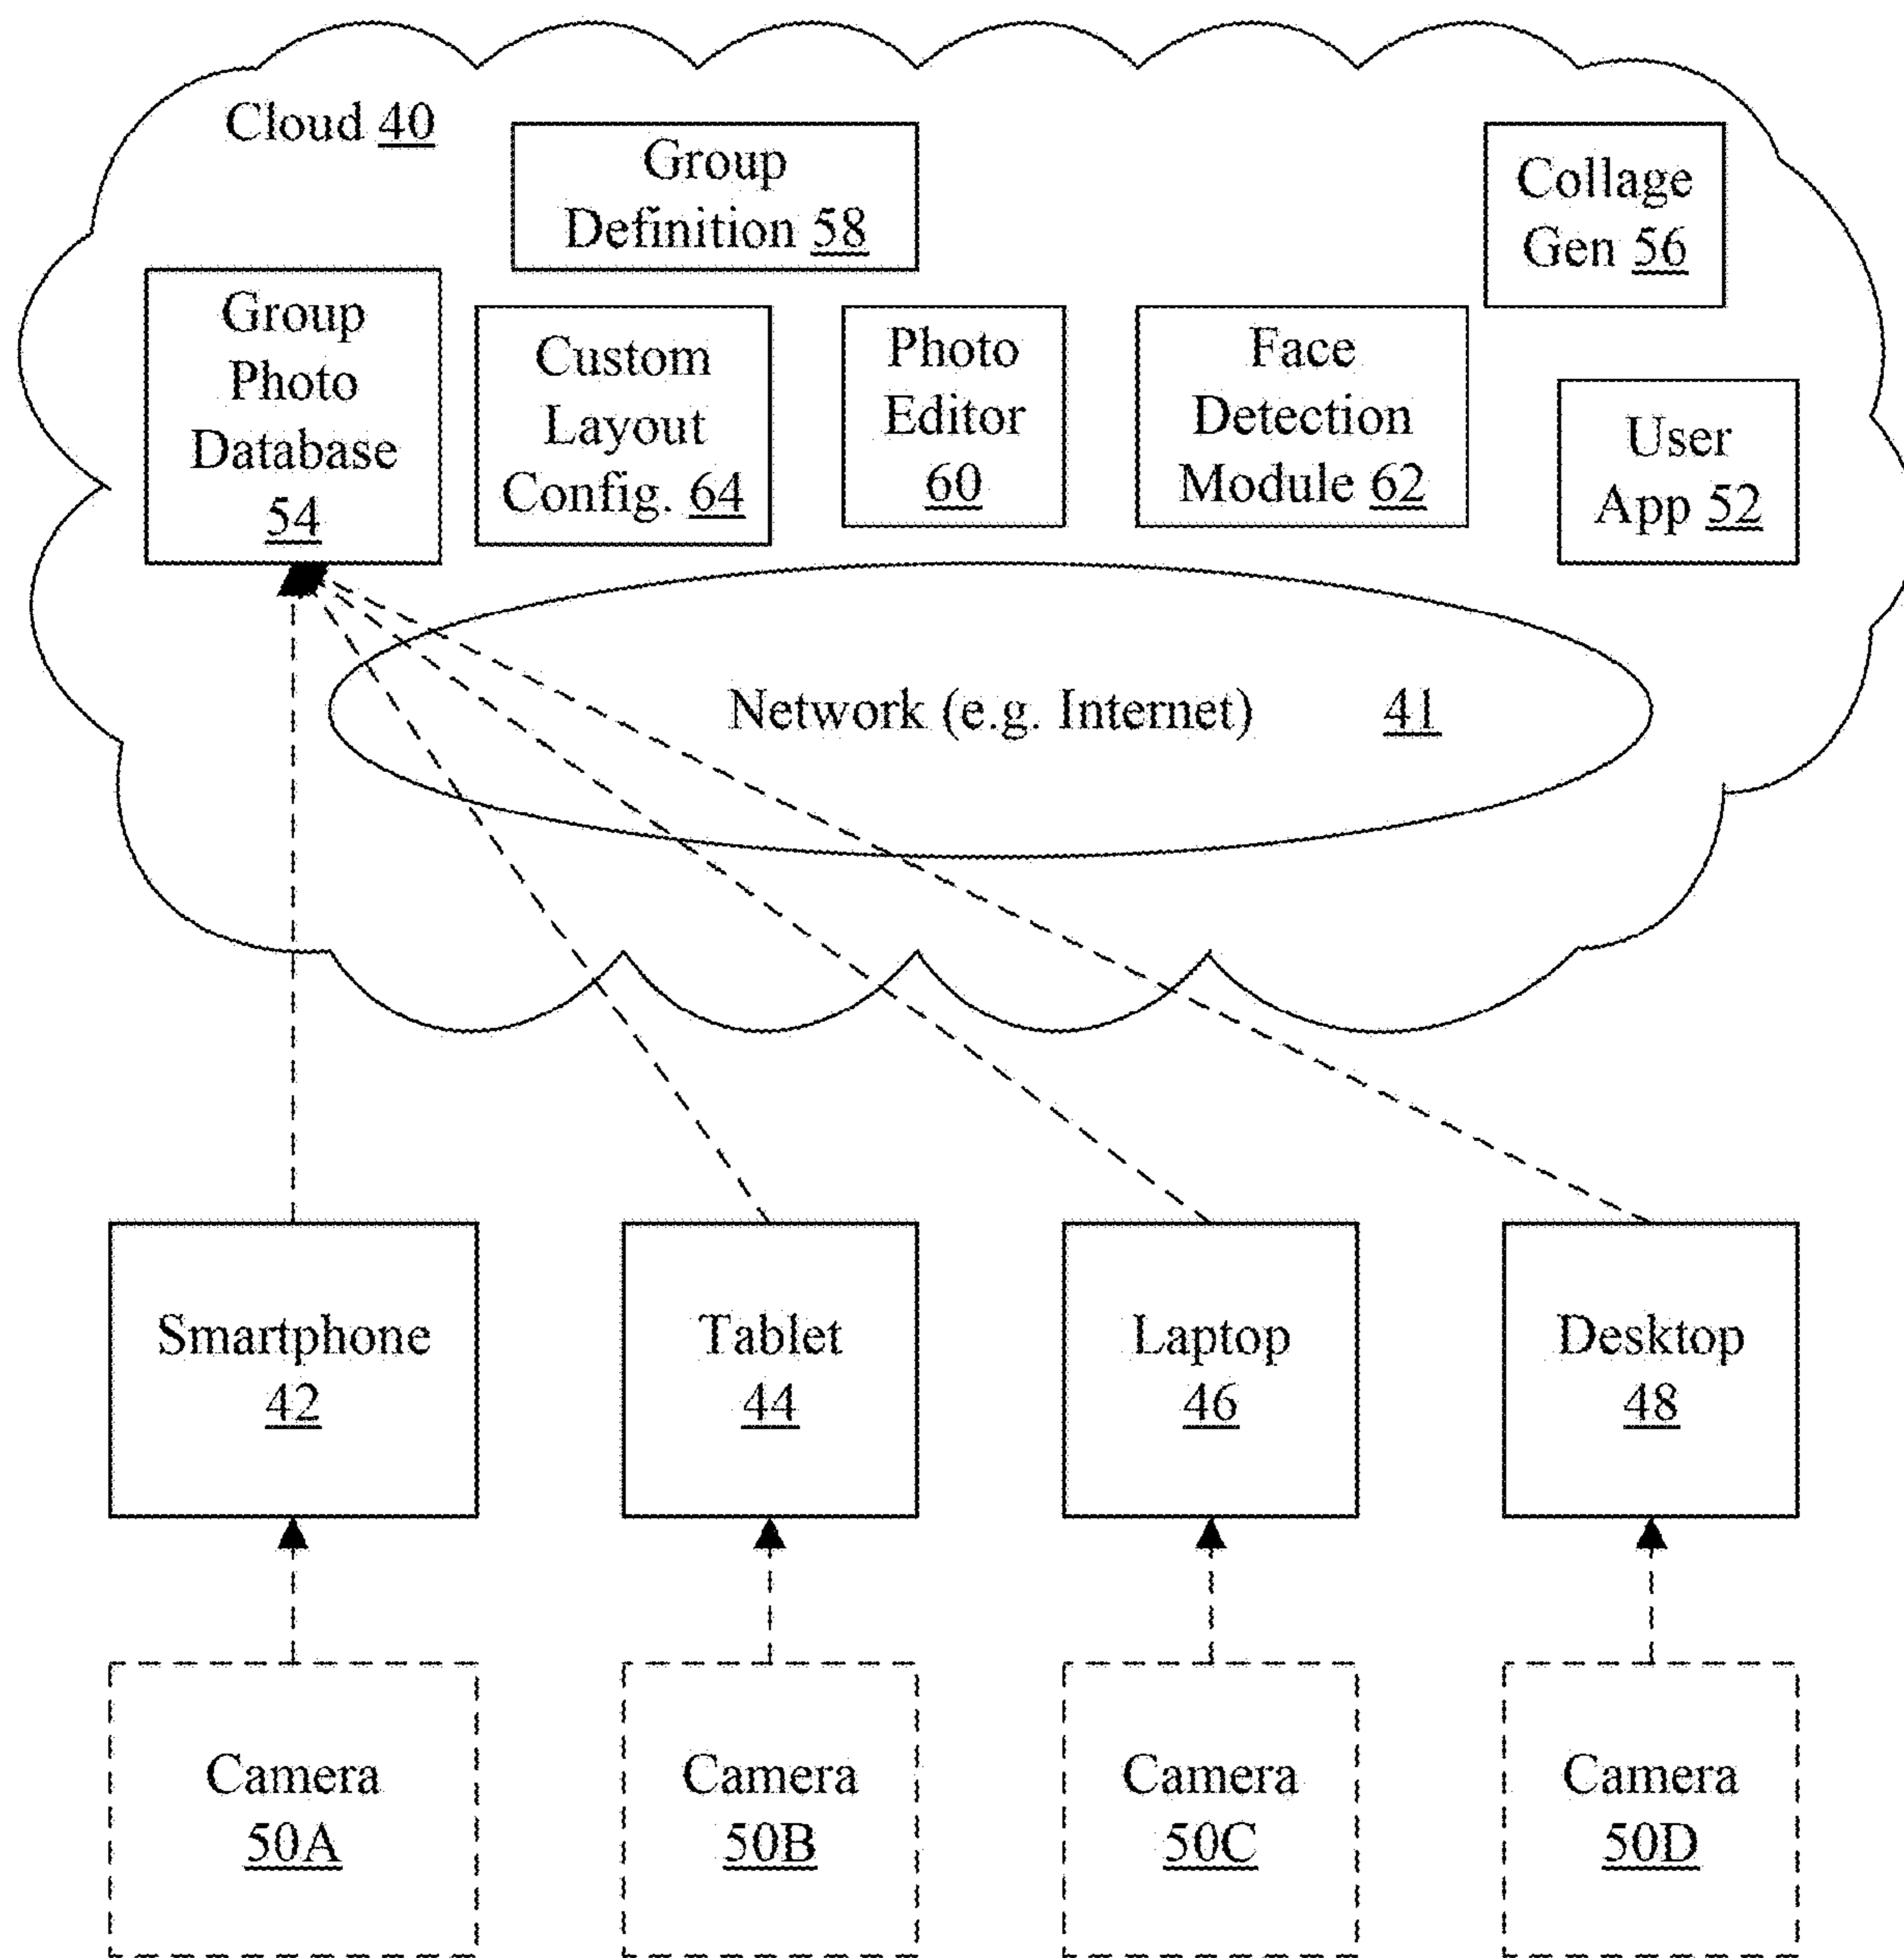 Cloud 40
Group
Definition 58
Collage
Gen 56
Group
Photo
Database
54
Custom
Layout
Config. 64
Photo
Editor
60
Face
Detection
Module 62
User
App 52
Network (e.g. Internet) 41
Smartphone
42
Tablet
44
Laptop
46
Desktop
48
Camera
50A
Camera
50B
Camera
50C
Camera
50D